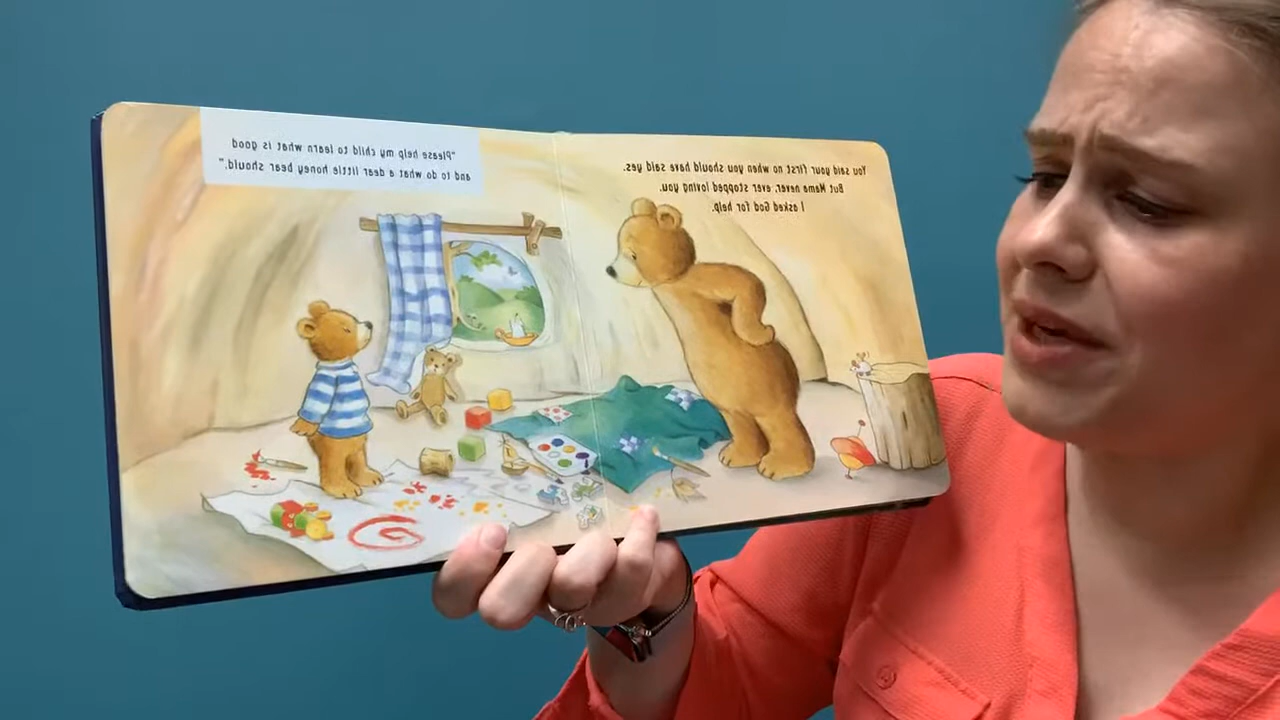 You said your first no when you should have said yes.
But Mama never, ever stopped loving you.
I asked God for help.
"Please help my child to learn what is good
and to do what a dear little honey bear should."